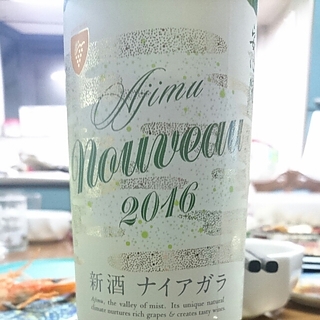 Ajimu
nouveau
2016
新酒 ナイアガラ
Ajimu, the valley of mist. Its unique natural
climate nurtures rich grapes & creates tasty wines.